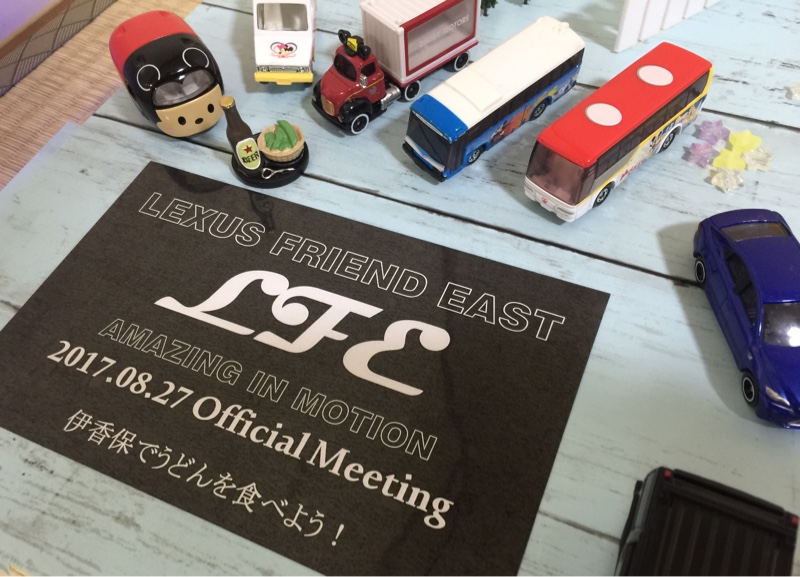 LEXUS FRIEND EAST
LFE
AMAZING IN MOTION
2017.08.27 Official Meeting
伊香保でうどんを食べよう！
BEER